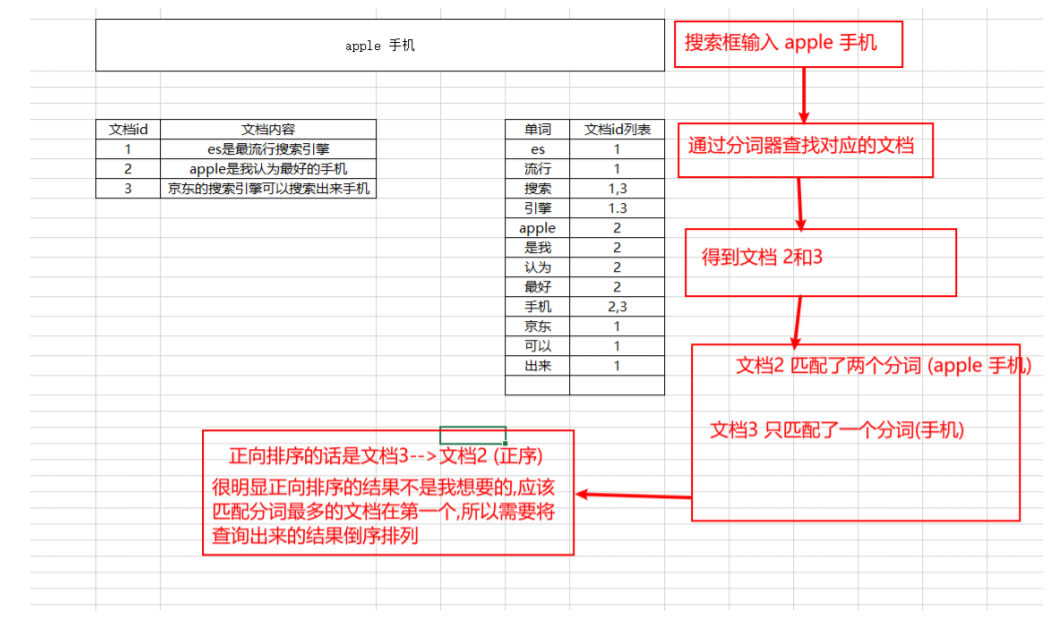 apple 手机
搜索框输入 apple 手机
文档id 文档内容
1 es是最流行搜索引擎
2 apple是我认为最好的手机
3 京东的搜索引擎可以搜索出来手机
单词 文档id列表
es 1
流行 1
搜索 1,3
引擎 1.3
apple 2
是我 2
认为 2
最好 2
手机 2,3
京东 1
可以 1
出来 1
通过分词器查找对应的文档
得到文档 2和3
文档2 匹配了两个分词 (apple 手机)
文档3 只匹配了一个分词(手机)
正向排序的话是文档3-->文档2 (正序)
很明显正向排序的结果不是我想要的,应该
匹配分词最多的文档在第一个,所以需要将
查询出来的结果倒序排列